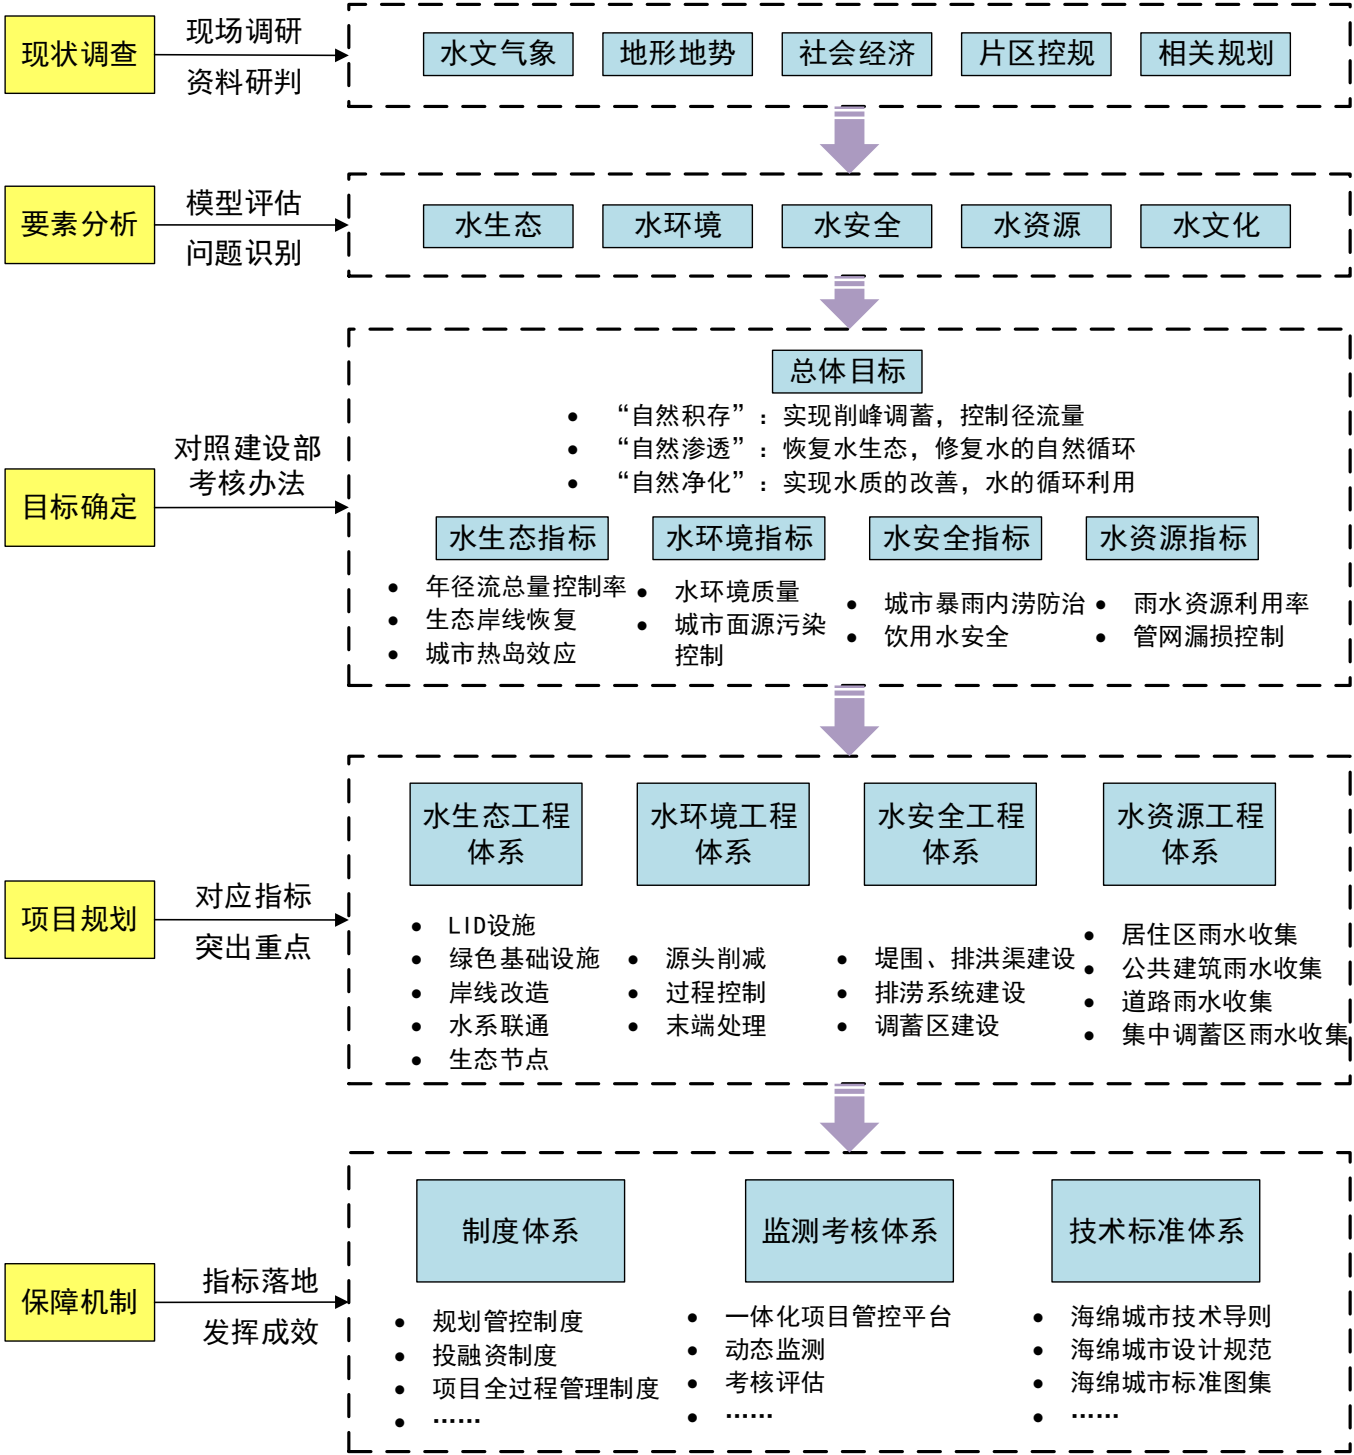 现状调查
现场调研
资料研判
水文气象
地形地势
社会经济
片区控规
相关规划
要素分析
模型评估
问题识别
水生态
水环境
水安全
水资源
水文化
目标确定
对照建设部
考核办法
总体目标
• “自然积存”：实现削峰调蓄，控制径流量
• “自然渗透”：恢复水生态，修复水的自然循环
• “自然净化”：实现水质的改善，水的循环利用
水生态指标
• 年径流总量控制率
• 生态岸线恢复
• 城市热岛效应
水环境指标
• 水环境质量
• 城市面源污染
控制
水安全指标
• 城市暴雨内涝防治
• 饮用水安全
水资源指标
• 雨水资源利用率
• 管网漏损控制
项目规划
对应指标
突出重点
水生态工程
体系
• LID设施
• 绿色基础设施
• 岸线改造
• 水系联通
• 生态节点
水环境工程
体系
• 源头削减
• 过程控制
• 末端处理
水安全工程
体系
• 堤围、排洪渠建设
• 排涝系统建设
• 调蓄区建设
水资源工程
体系
• 居住区雨水收集
• 公共建筑雨水收集
• 道路雨水收集
• 集中调蓄区雨水收集
保障机制
指标落地
发挥成效
制度体系
• 规划管控制度
• 投融资制度
• 项目全过程管理制度
• ……
监测考核体系
• 一体化项目管控平台
• 动态监测
• 考核评估
• ……
技术标准体系
• 海绵城市技术导则
• 海绵城市设计规范
• 海绵城市标准图集
• ……